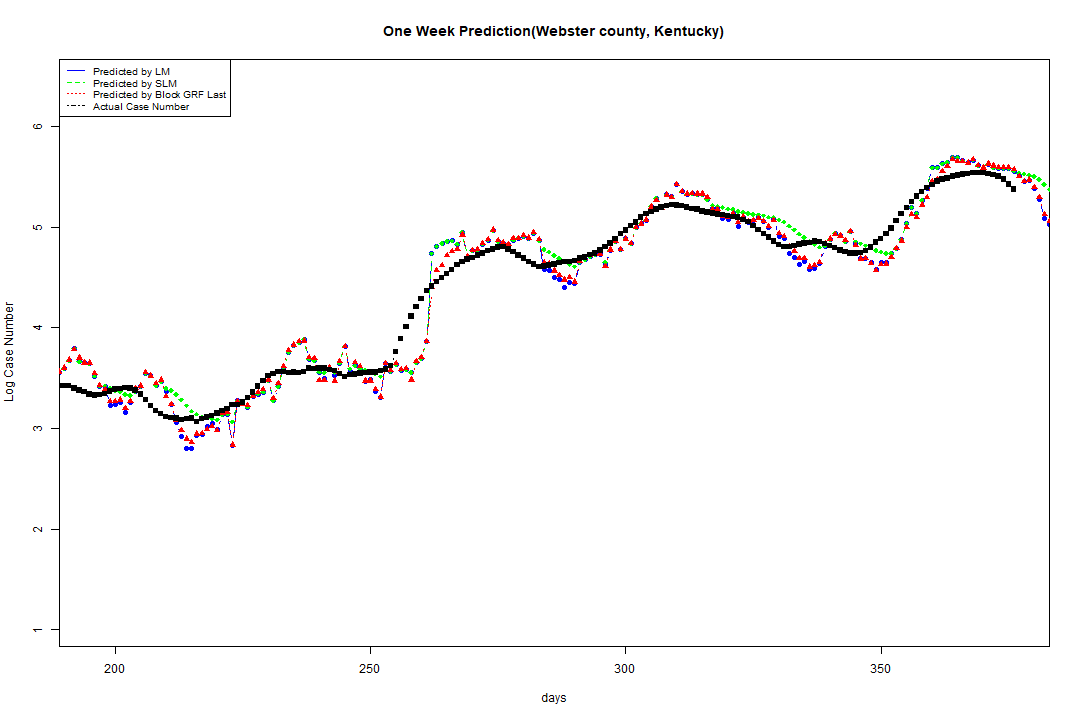 One Week Prediction(Webster county, Kentucky)
Predicted by LM
Predicted by SLM
Predicted by Block GRF Last
Actual Case Number
6
5
4
3
2
1
Log Case Number
200 250 300 350
days